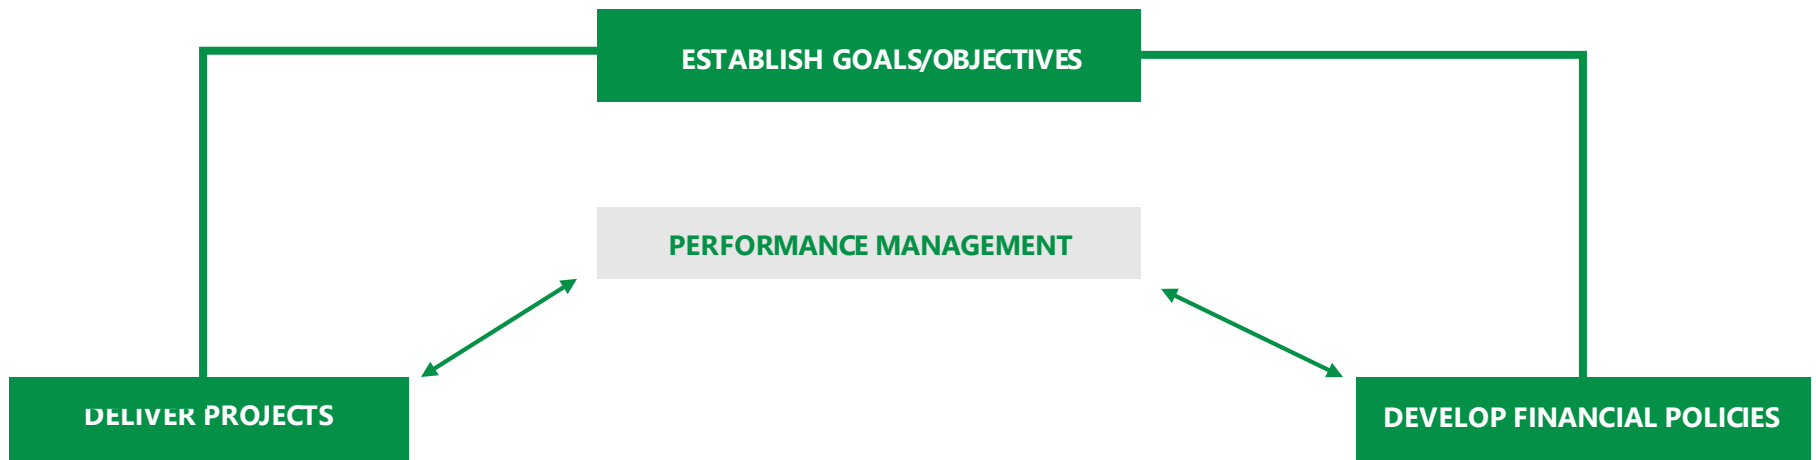 ESTABLISH GOALS/OBJECTIVES
PERFORMANCE MANAGEMENT
DELIVER PROJECTS
DEVELOP FINANCIAL POLICIES